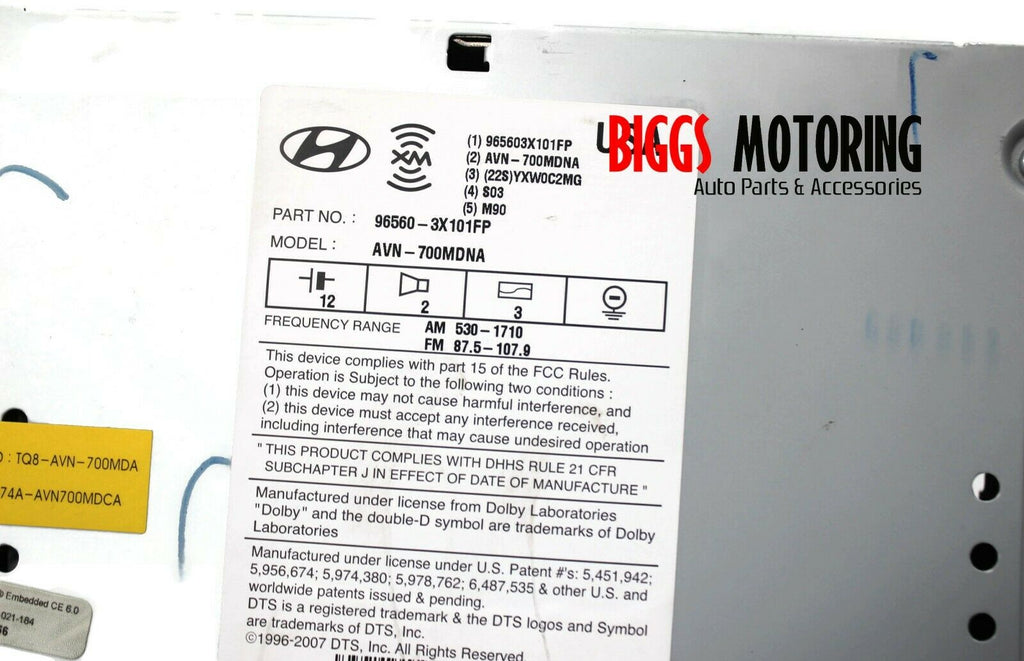 XM
(1) 965603X101FP
(2) AVN-700MDNA
(3) (22S)YXW0C2MG
(4) S03
(5) M90
BIGGS MOTORING
Auto Parts & Accessories
PART NO. : 96560-3X101FP
MODEL : AVN-700MDNA
12 2 3
FREQUENCY RANGE AM 530-1710
FM 87.5-107.9
This device complies with part 15 of the FCC Rules.
Operation is Subject to the following two conditions :
(1) this device may not cause harmful interference, and
(2) this device must accept any interference received,
including interference that may cause undesired operation
" THIS PRODUCT COMPLIES WITH DHHS RULE 21 CFR
SUBCHAPTER J IN EFFECT OF DATE OF MANUFACTURE "
Manufactured under license from Dolby Laboratories
"Dolby" and the double-D symbol are trademarks of Dolby
Laboratories
Manufactured under license under U.S. Patent #'s: 5,451,942;
5,956,674; 5,974,380; 5,978,762; 6,487,535 & other U.S. and
worldwide patents issued & pending.
DTS is a registered trademark & the DTS logos and Symbol
are trademarks of DTS, Inc.
©1996-2007 DTS, Inc. All Rights Reserved
: TQ8-AVN-700MDA
74A-AVN700MDCA
Embedded CE 6.0
-021-184